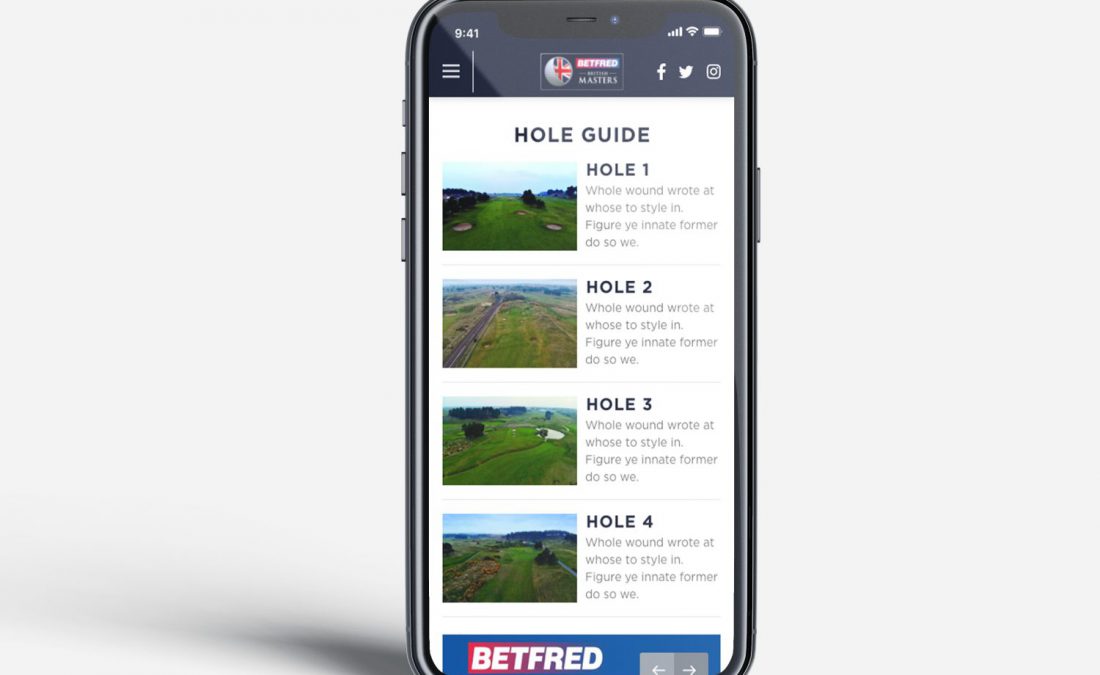 9:41
BETFRED
BRITISH
MASTERS
HOLE GUIDE
HOLE 1
Whole wound wrote at
whose to style in.
Figure ye innate former
do so we.
HOLE 2
Whole wound wrote at
whose to style in.
Figure ye innate former
do so we.
HOLE 3
Whole wound wrote at
whose to style in.
Figure ye innate former
do so we.
HOLE 4
Whole wound wrote at
whose to style in.
Figure ye innate former
do so we.
BETFRED